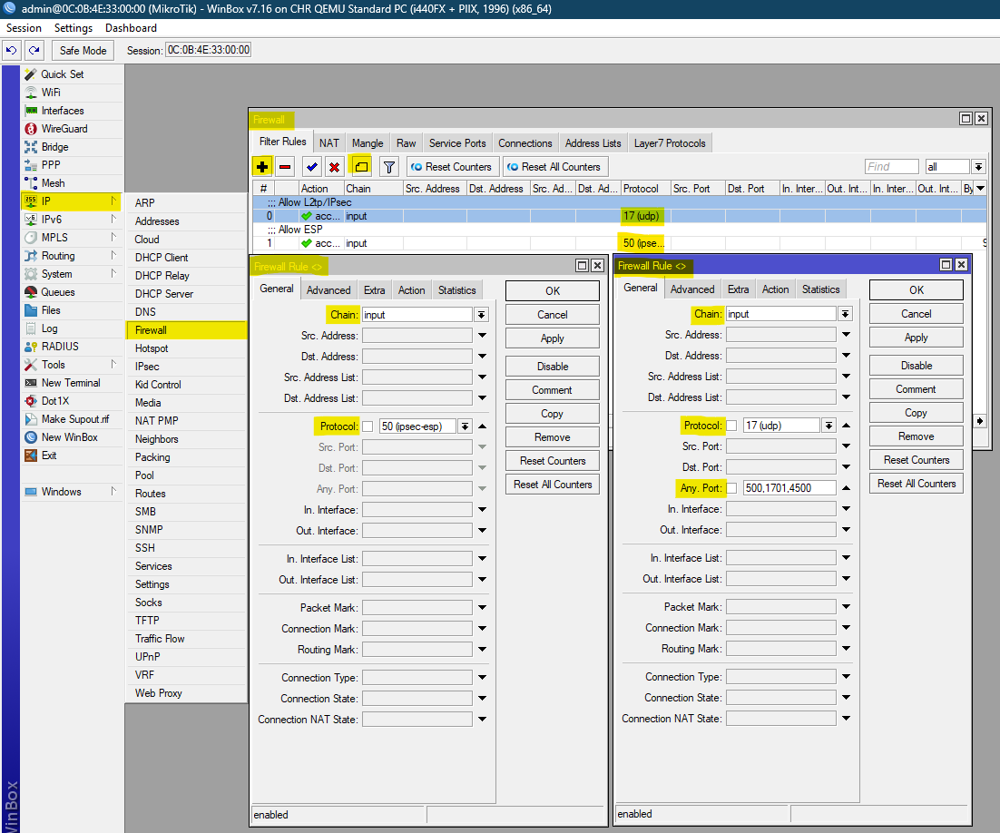 admin@0C:0B:4E:33:00:00 (MikroTik) - WinBox v7.16 on CHR QEMU Standard PC (i440FX + PIIX, 1996) (x86_64)
Session Settings Dashboard
Safe Mode Session: 0C:0B:4E:33:00:00
Quick Set
WiFi
Interfaces
WireGuard
Bridge
PPP
Mesh
IP
IPv6
MPLS
Routing
System
Queues
Files
Log
RADIUS
Tools
New Terminal
Dot1X
Make Supout.rif
New WinBox
Exit
Windows
WinBox
ARP
Addresses
Cloud
DHCP Client
DHCP Relay
DHCP Server
DNS
Firewall
Hotspot
IPsec
Kid Control
Media
NAT PMP
Neighbors
Packing
Pool
Routes
SMB
SNMP
SSH
Services
Settings
Socks
TFTP
Traffic Flow
UPnP
VRF
Web Proxy
Firewall
Filter Rules NAT Mangle Raw Service Ports Connections Address Lists Layer7 Protocols
Reset Counters Reset All Counters Find all
# Action Chain Src. Address Dst. Address Src. Ad... Dst. Ad... Protocol Src. Port Dst. Port In. Inter... Out. Int... In. Inter... Out. Int... By
;;; Allow L2tp/IPsec
0 acc... input 17 (udp)
;;; Allow ESP
1 acc... input 50 (ipse... 9
Firewall Rule <>
General Advanced Extra Action Statistics
Chain: input
Src. Address:
Dst. Address:
Src. Address List:
Dst. Address List:
Protocol: 50 (ipsec-esp)
Src. Port:
Dst. Port:
Any. Port:
In. Interface:
Out. Interface:
In. Interface List:
Out. Interface List:
Packet Mark:
Connection Mark:
Routing Mark:
Connection Type:
Connection State:
Connection NAT State:
OK
Cancel
Apply
Disable
Comment
Copy
Remove
Reset Counters
Reset All Counters
enabled
Firewall Rule <>
General Advanced Extra Action Statistics
Chain: input
Src. Address:
Dst. Address:
Src. Address List:
Dst. Address List:
Protocol: 17 (udp)
Src. Port:
Dst. Port:
Any. Port: 500,1701,4500
In. Interface:
Out. Interface:
In. Interface List:
Out. Interface List:
Packet Mark:
Connection Mark:
Routing Mark:
Connection Type:
Connection State:
Connection NAT State:
OK
Cancel
Apply
Disable
Comment
Copy
Remove
Reset Counters
Reset All Counters
enabled